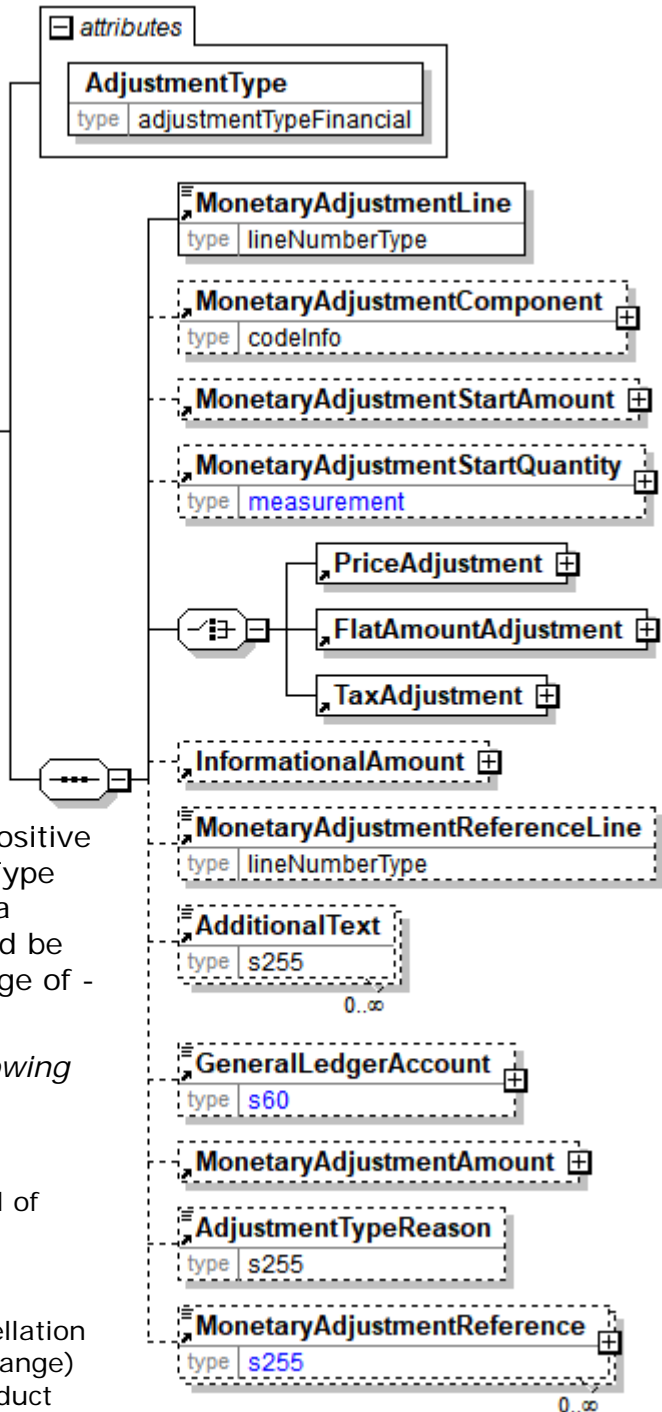 attributes
AdjustmentType
type adjustmentTypeFinancial
MonetaryAdjustmentLine
type lineNumberType
MonetaryAdjustmentComponent
type codeInfo
MonetaryAdjustmentStartAmount
MonetaryAdjustmentStartQuantity
type measurement
PriceAdjustment
FlatAmountAdjustment
TaxAdjustment
InformationalAmount
MonetaryAdjustmentReferenceLine
type lineNumberType
AdditionalText
type s255
0..∞
GeneralLedgerAccount
type s60
MonetaryAdjustmentAmount
AdjustmentTypeReason
type s255
MonetaryAdjustmentReference
type s255
0..∞
ositive
ype
a
d be
ge of -
owing
l of
ellation
ange)
duct